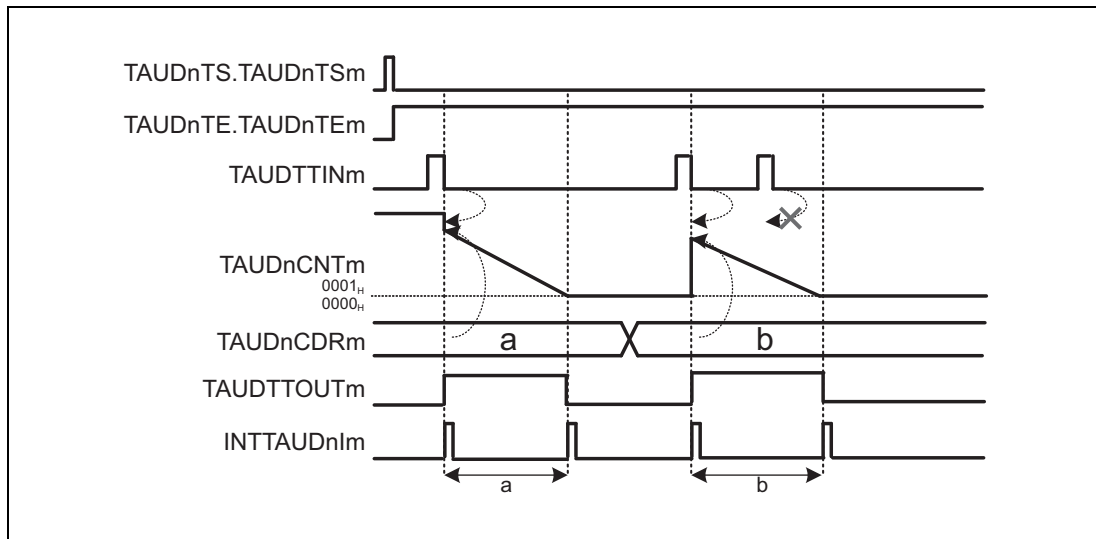 TAUDnTS.TAUDnTSm
TAUDnTE.TAUDnTEm
TAUDTTINm
TAUDnCNTm
0001H
0000H
TAUDnCDRm
a
b
TAUDTTOUTm
INTTAUDnIm
a
b